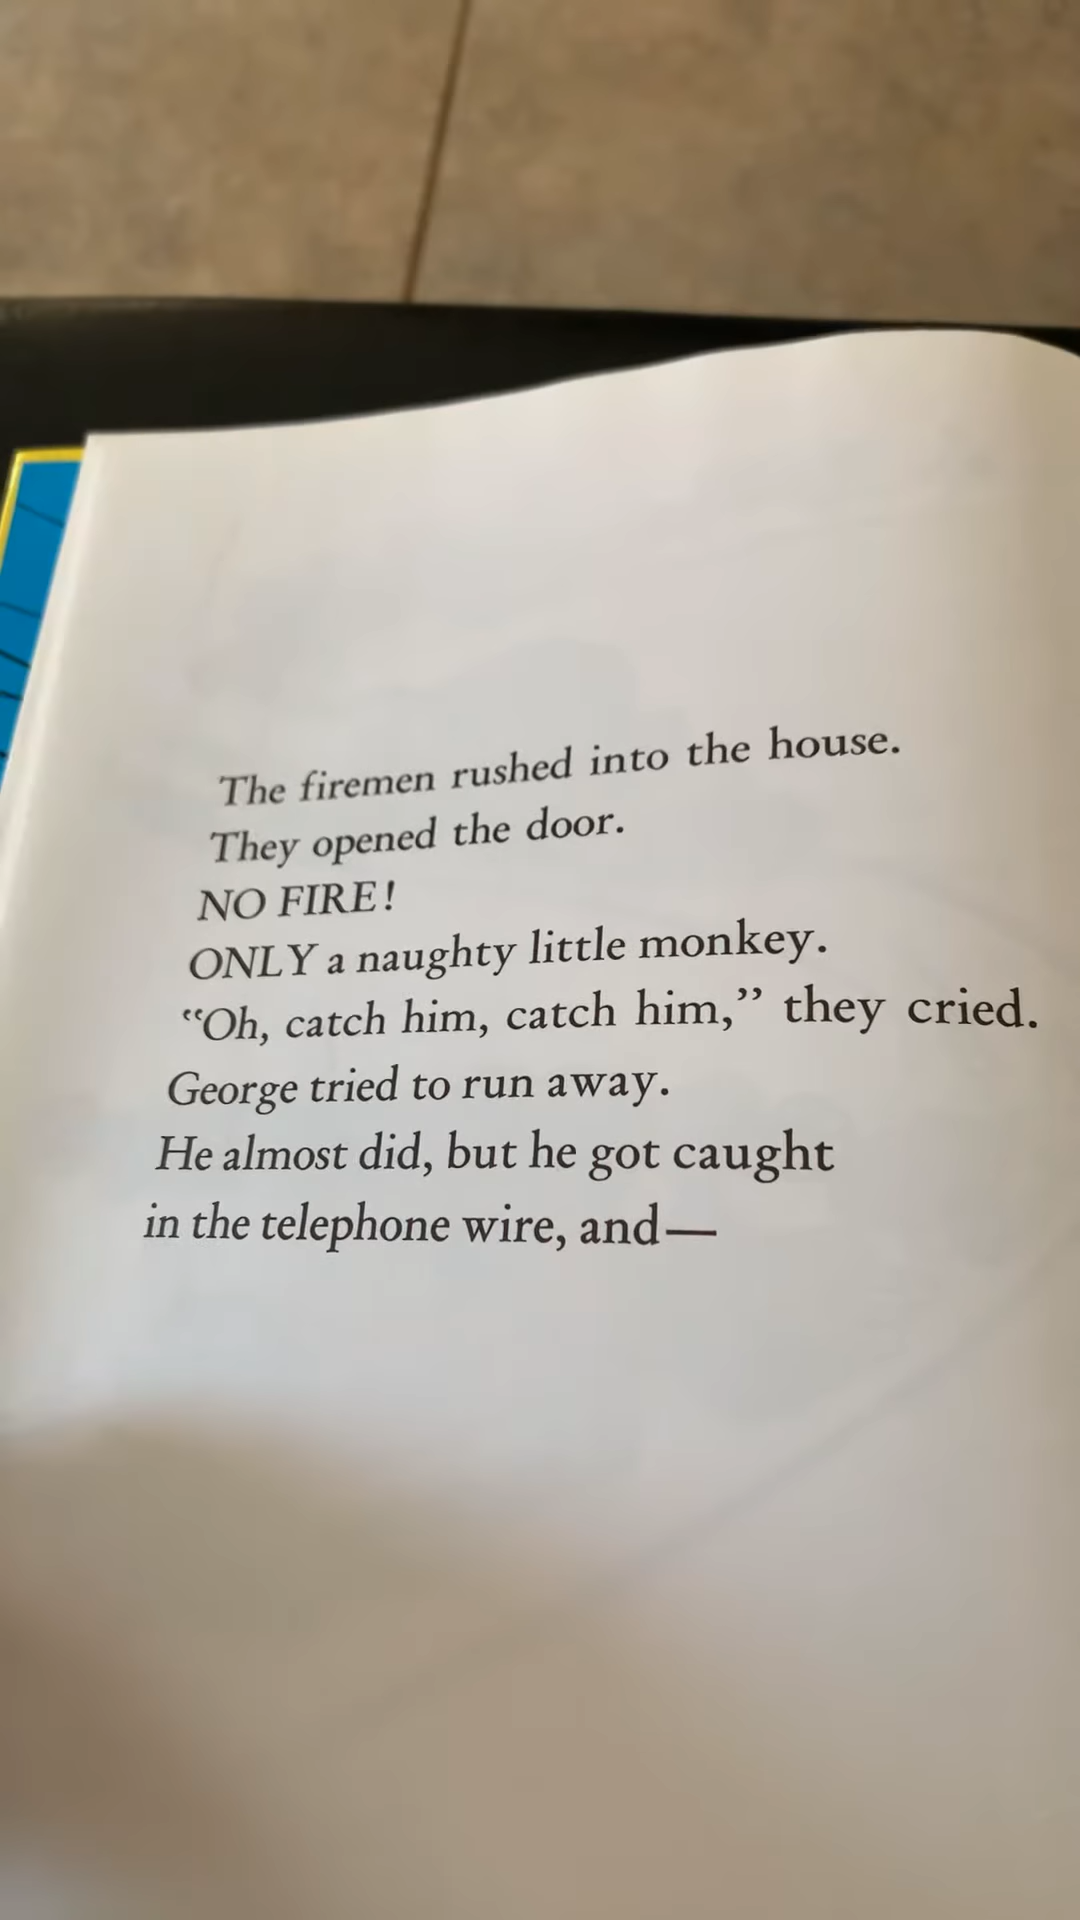 The firemen rushed into the house.
They opened the door.
NO FIRE!
ONLY a naughty little monkey.
“Oh, catch him, catch him,” they cried.
George tried to run away.
He almost did, but he got caught
in the telephone wire, and—